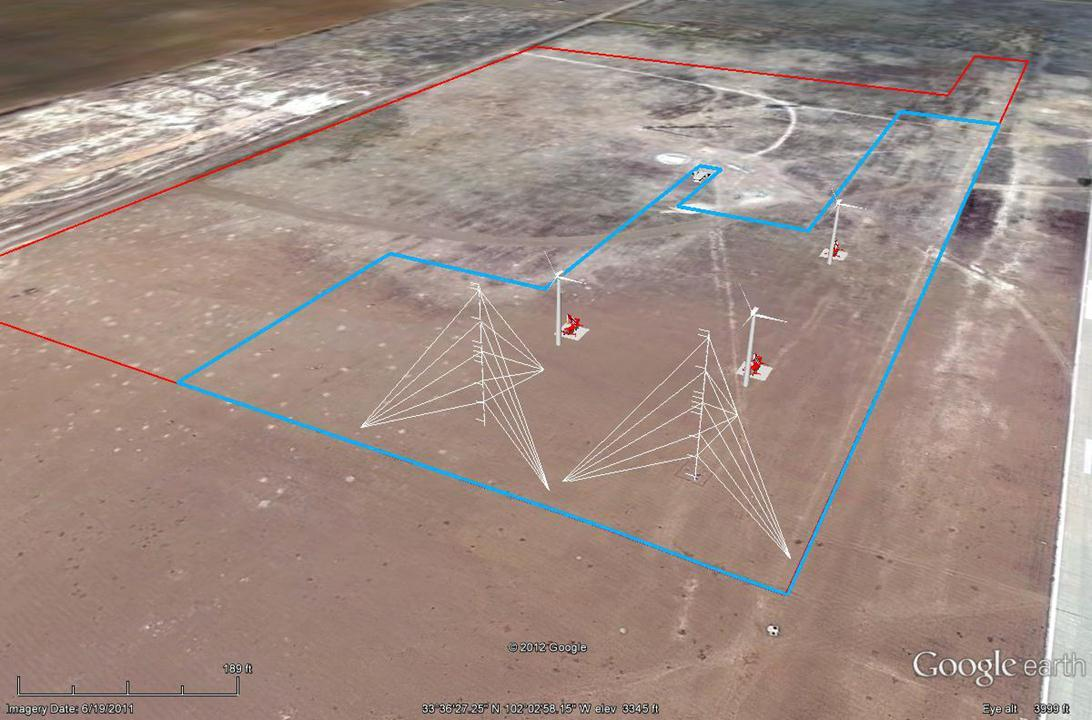 © 2012 Google
Google earth
189 ft
Imagery Date: 6/19/2011
33°36'27.25" N 102°02'58.15" W elev 3345 ft
Eye alt 3999 ft